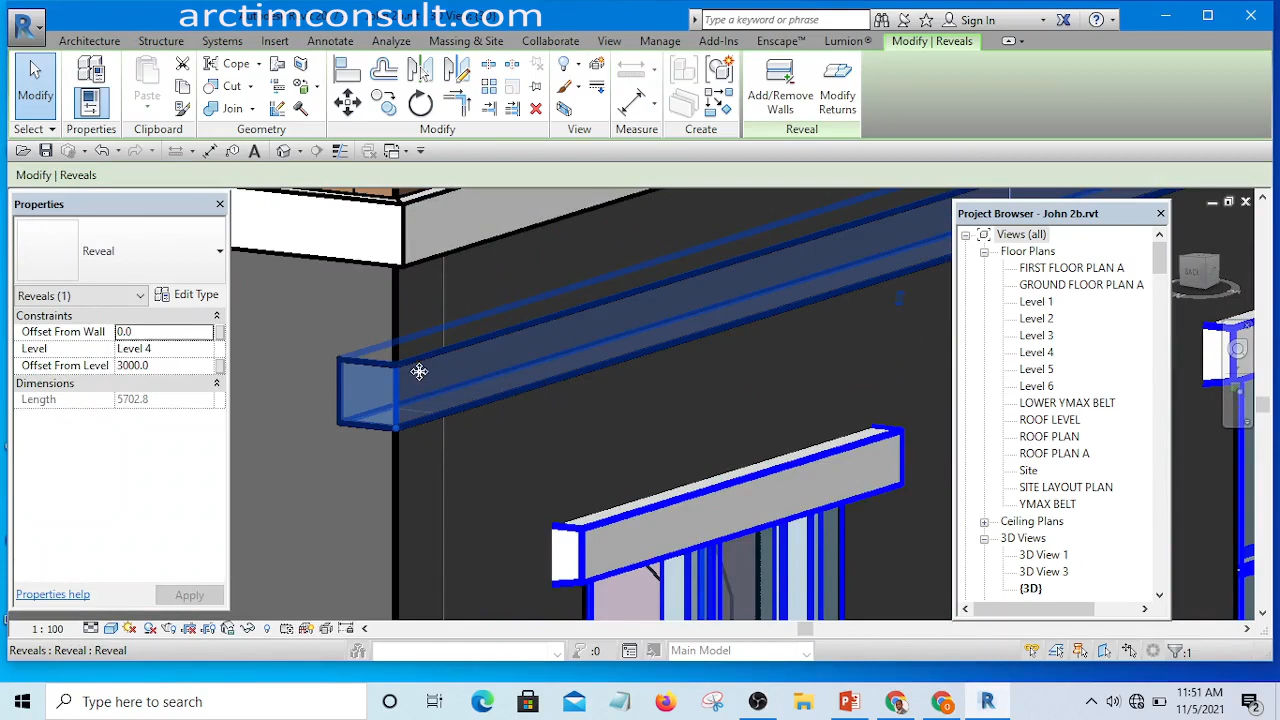 arctimconsult.com
Type a keyword or phrase
Sign In
Architecture Structure Systems Insert Annotate Analyze Massing & Site Collaborate View Manage Add-Ins Enscape™ Lumion® Modify | Reveals
Modify
Paste
Cope
Cut
Join
Add/Remove Walls
Modify Returns
Select Properties Clipboard Geometry Modify View Measure Create Reveal
Modify | Reveals
Properties
Reveal
Reveals (1)
Edit Type
Constraints
Offset From Wall 0.0
Level Level 4
Offset From Level 3000.0
Dimensions
Length 5702.8
Properties help
Apply
Project Browser - John 2b.rvt
Views (all)
Floor Plans
FIRST FLOOR PLAN A
GROUND FLOOR PLAN A
Level 1
Level 2
Level 3
Level 4
Level 5
Level 6
LOWER YMAX BELT
ROOF LEVEL
ROOF PLAN
ROOF PLAN A
Site
SITE LAYOUT PLAN
YMAX BELT
Ceiling Plans
3D Views
3D View 1
3D View 3
{3D}
BACK
1 : 100
Reveals : Reveal : Reveal
:0
Main Model
:1
Type here to search
11:51 AM
11/5/2021
2